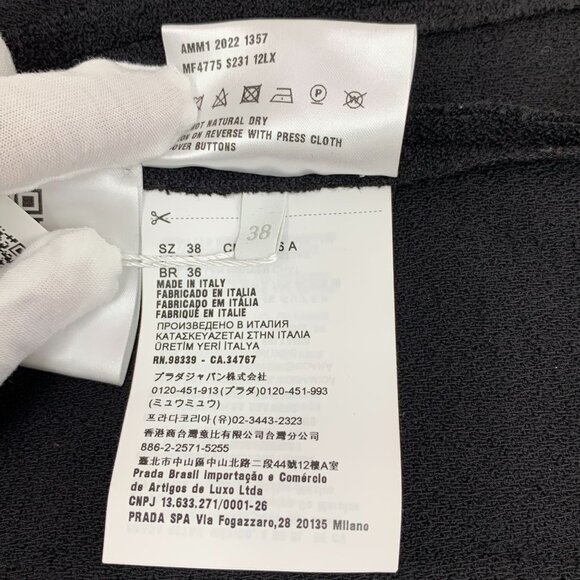 AMM1 2022 1357
MF4775 S231 12LX
NOT NATURAL DRY
ON REVERSE WITH PRESS CLOTH
COVER BUTTONS
38
SZ 38 A
BR 36
MADE IN ITALY
FABRICADO EN ITALIA
FABRICADO EM ITÁLIA
FABRIQUÉ EN ITALIE
ПРОИЗВЕДЕНО В ИТАЛИЯ
ΚΑΤΑΣΚΕΥΑΖΕΤΑΙ ΣΤΗΝ ΙΤΑΛΙΑ
ÜRETİM YERİ İTALYA
RN.98339 - CA.34767
プラダジャパン株式会社
0120-451-913 (プラダ) 0120-451-993
(ミュウミュウ)
프라다코리아 (유) 02-3443-2323
香港商台灣童比有限公司台灣分公司
886-2-2571-5255
臺北市中山區中山北路二段44號12樓A室
Prada Brasil Importação e Comércio
de Artigos de Luxo Ltda
CNPJ 13.633.271/0001-26
PRADA SPA Via Fogazzaro,28 20135 Milano